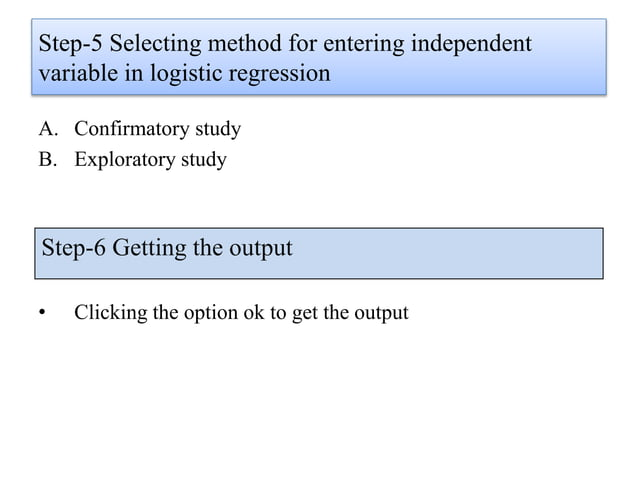 Step-5 Selecting method for entering independent
variable in logistic regression
A. Confirmatory study
B. Exploratory study
Step-6 Getting the output
• Clicking the option ok to get the output